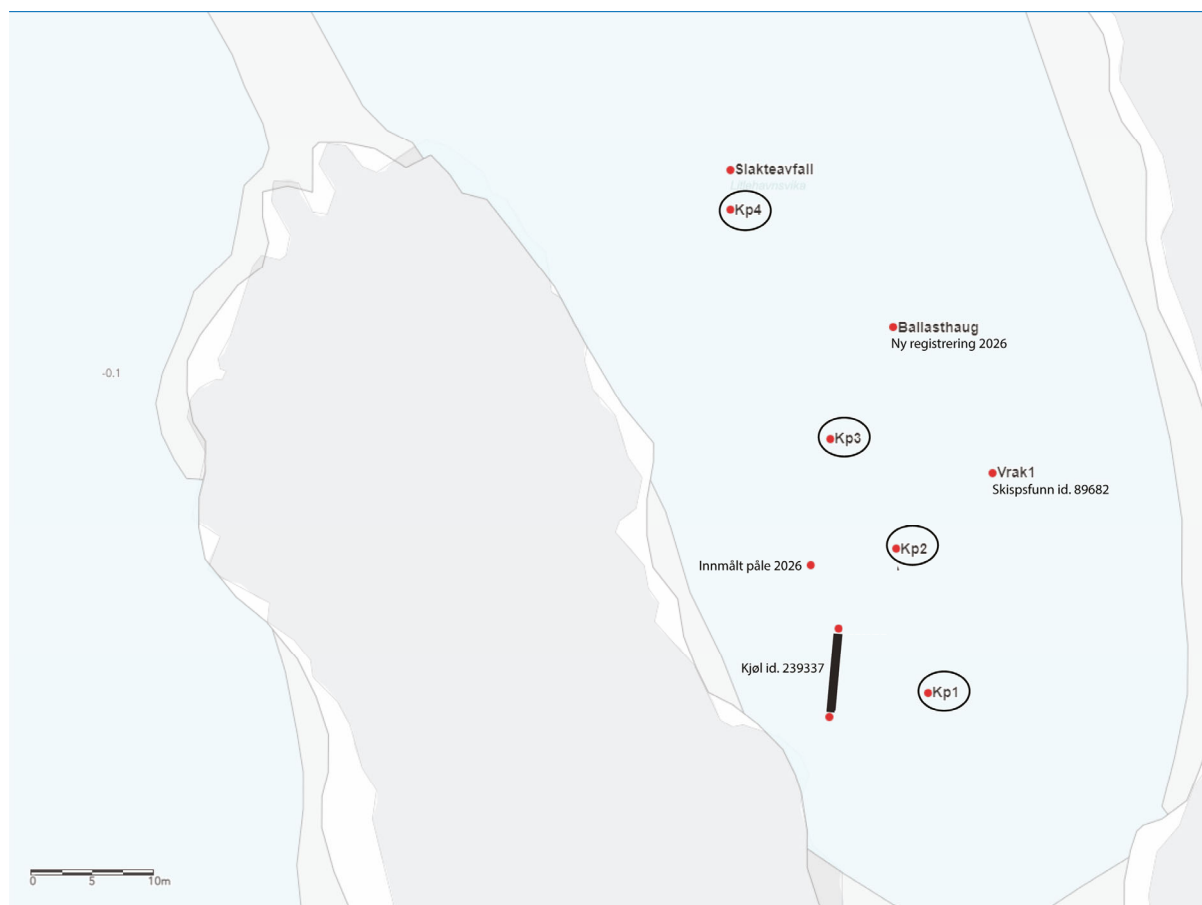 Slakteavfall
Lillehavnsvika
Kp4
Ballasthaug
Ny registrering 2026
-0.1
Kp3
Vrak1
Skispsfunn id. 89682
Kp2
Innmålt påle 2026
Kjøl id. 239337
Kp1
0 5 10m